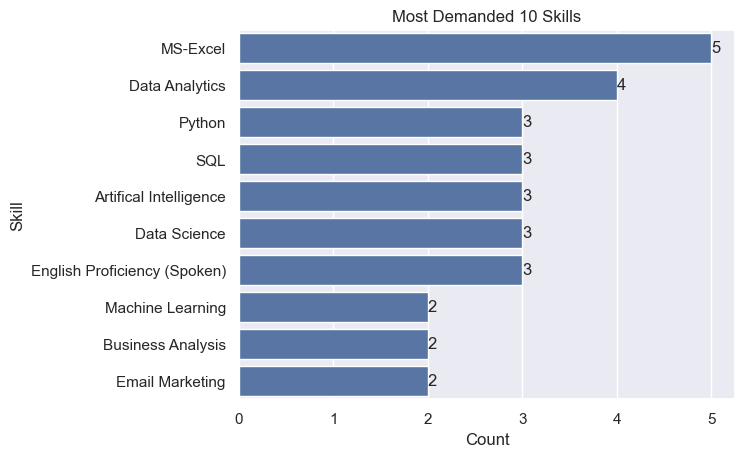 Most Demanded 10 Skills
Skill
MS-Excel 5
Data Analytics 4
Python 3
SQL 3
Artifical Intelligence 3
Data Science 3
English Proficiency (Spoken) 3
Machine Learning 2
Business Analysis 2
Email Marketing 2
0 1 2 3 4 5
Count